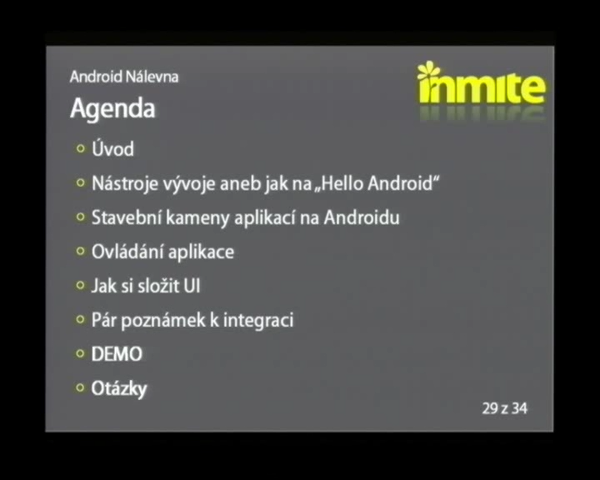 Android Nálevna
Agenda
inmite
Úvod
Nástroje vývoje aneb jak na „Hello Android“
Stavební kameny aplikací na Androidu
Ovládání aplikace
Jak si složit UI
Pár poznámek k integraci
DEMO
Otázky
29 z 34